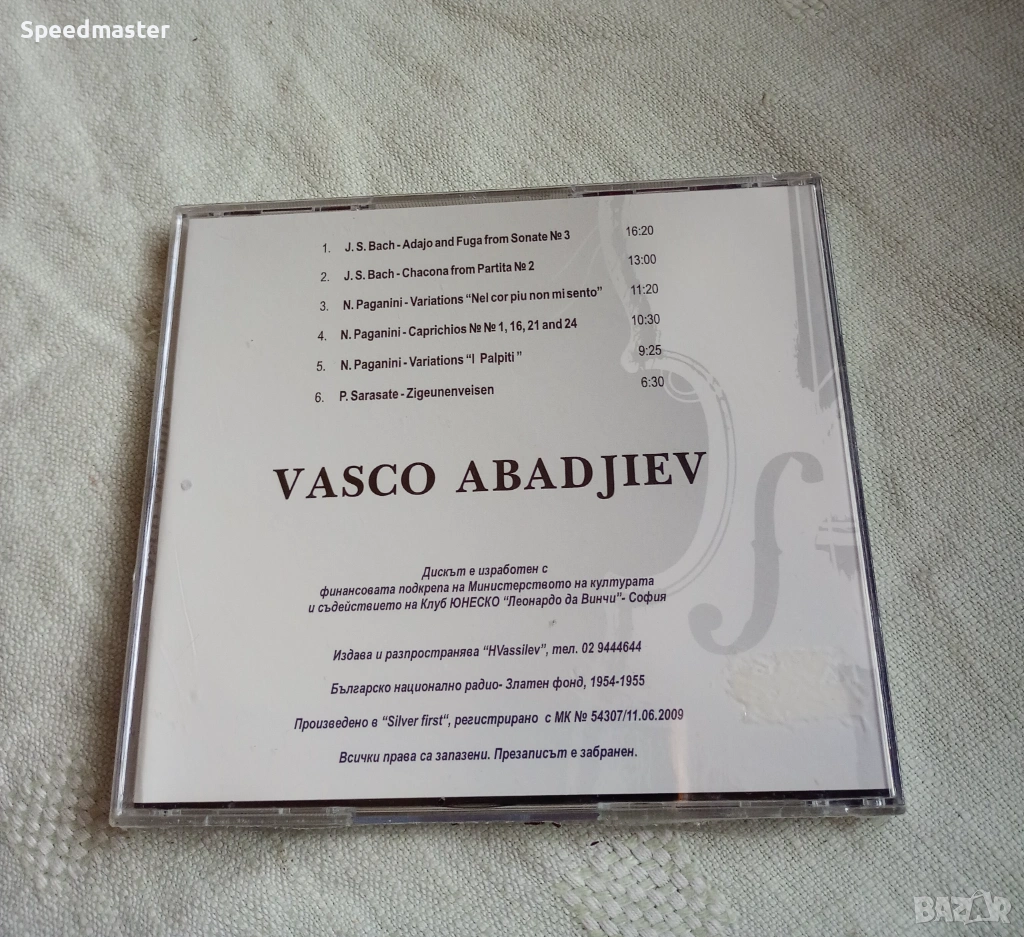 Speedmaster
1. J. S. Bach - Adajo and Fuga from Sonate № 3 16:20
2. J. S. Bach - Chacona from Partita № 2 13:00
3. N. Paganini - Variations “Nel cor piu non mi sento” 11:20
4. N. Paganini - Caprichios № № 1, 16, 21 and 24 10:30
5. N. Paganini - Variations “I Palpiti” 9:25
6. P. Sarasate - Zigeunenveisen 6:30
VASCO ABADJIEV
Дискът е изработен с
финансовата подкрепа на Министерството на културата
и съдействието на Клуб ЮНЕСКО “Леонардо да Винчи”- София
Издава и разпространява “HVassilev”, тел. 02 9444644
Българско национално радио- Златен фонд, 1954-1955
Произведено в “Silver first“, регистрирано с МК № 54307/11.06.2009
Всички права са запазени. Презаписът е забранен.
BAZAR